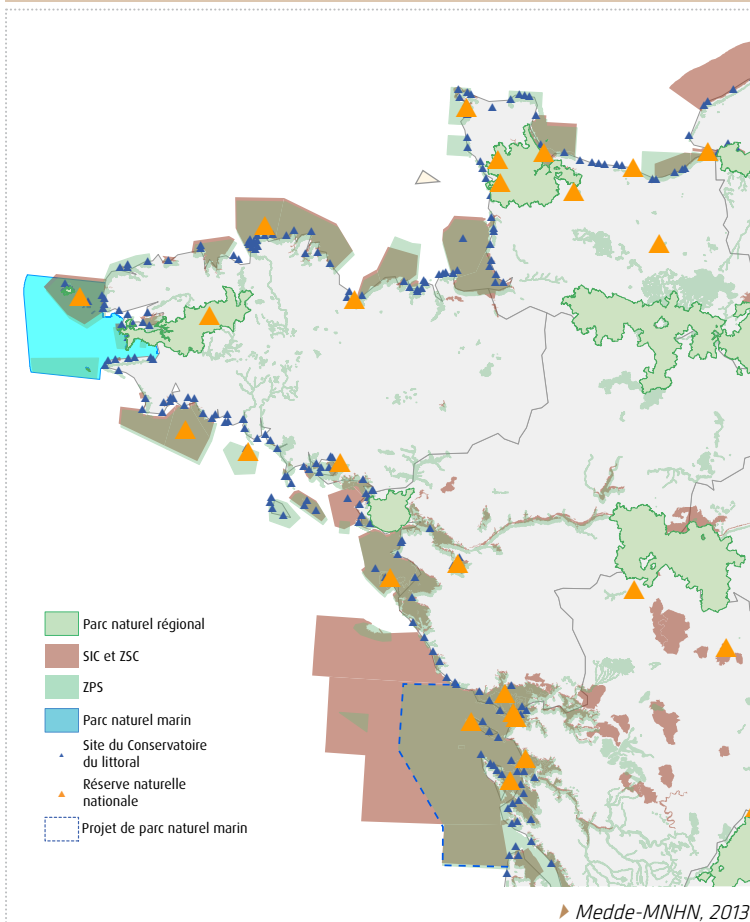 Parc naturel régional
SIC et ZSC
ZPS
Parc naturel marin
Site du Conservatoire
du littoral
Réserve naturelle
nationale
Projet de parc naturel marin
Medde-MNHN, 2013